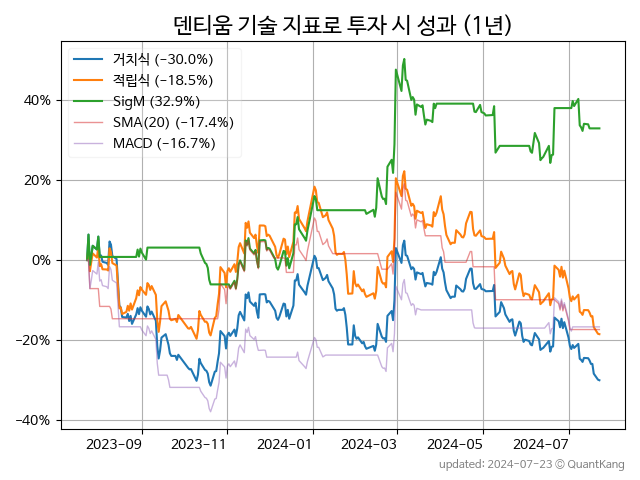 덴티움 기술 지표로 투자 시 성과 (1년)
거치식 (−30.0%)
적립식 (−18.5%)
SigM (32.9%)
SMA(20) (−17.4%)
MACD (−16.7%)
40%
20%
0%
−20%
−40%
2023-09 2023-11 2024-01 2024-03 2024-05 2024-07
updated: 2024-07-23 ⓒ QuantKang